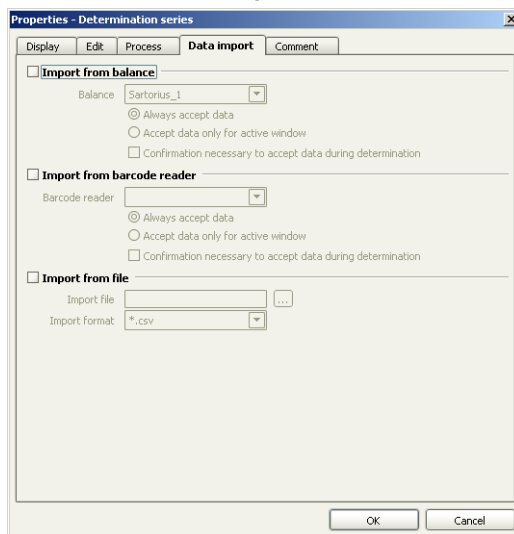 Properties - Determination series
Display Edit Process Data import Comment
Import from balance
Balance Sartorius_1
Always accept data
Accept data only for active window
Confirmation necessary to accept data during determination
Import from barcode reader
Barcode reader
Always accept data
Accept data only for active window
Confirmation necessary to accept data during determination
Import from file
Import file ...
Import format *.csv
OK Cancel